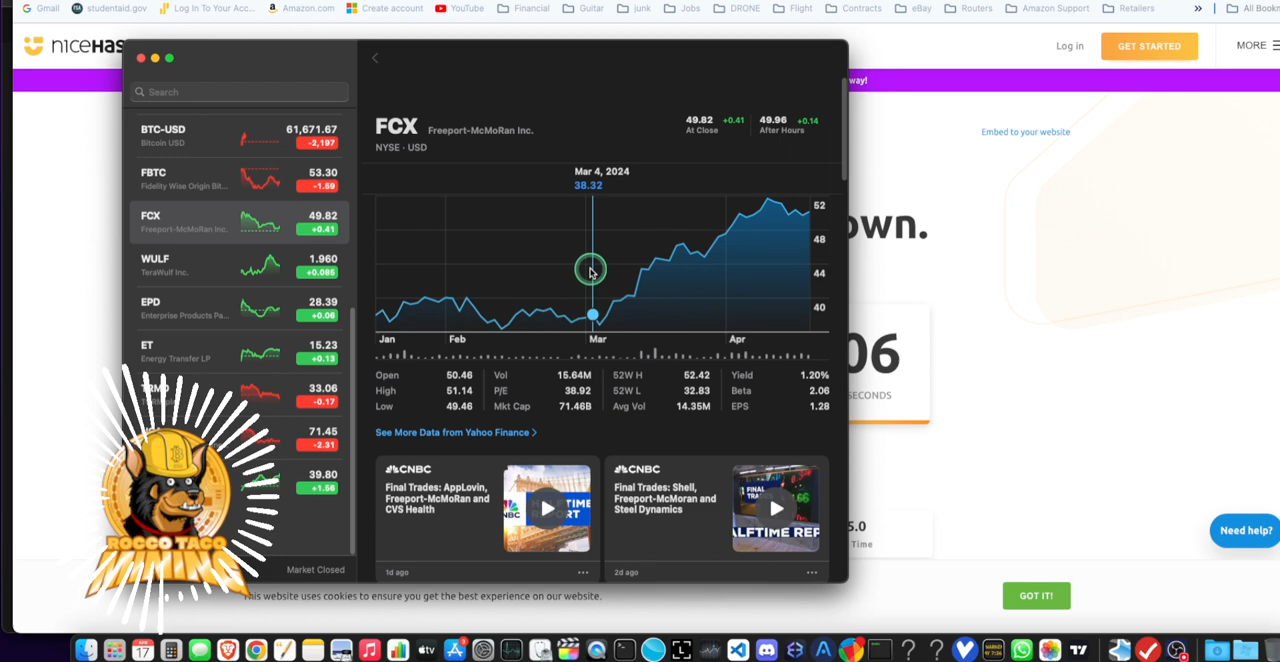 Gmail studentaid.gov Log In To Your Acc... Amazon.com Create account YouTube Financial Guitar junk Jobs DRONE Flight Contracts eBay Routers Amazon Support Retailers » All Bookn
niceHAS
Log in GET STARTED MORE
way!
Search
BTC-USD 61,671.67
Bitcoin USD -2,197
FBTC 53.30
Fidelity Wise Origin Bit... -1.59
FCX 49.82
Freeport-McMoRan Inc. +0.41
WULF 1.960
TeraWulf Inc. +0.085
EPD 28.39
Enterprise Products Pa... +0.06
ET 15.23
Energy Transfer LP +0.13
33.06
-0.17
71.45
-2.31
39.80
+1.56
Market Closed
FCX Freeport-McMoRan Inc.
NYSE · USD
49.82 +0.41 49.96 +0.14
At Close After Hours
Mar 4, 2024
38.32
52
48
44
40
Jan Feb Mar Apr
Open 50.46 Vol 15.64M 52W H 52.42 Yield 1.20%
High 51.14 P/E 38.92 52W L 32.83 Beta 2.06
Low 49.46 Mkt Cap 71.46B Avg Vol 14.35M EPS 1.28
See More Data from Yahoo Finance >
CNBC
Final Trades: AppLovin,
Freeport-McMoRan and
CVS Health
1d ago ...
CNBC
Final Trades: Shell,
Freeport-McMoran and
Steel Dynamics
FINAL
TRA
ALFTIME REP
2d ago ...
Embed to your website
own.
06
SECONDS
5.0
Time
Need help?
This website uses cookies to ensure you get the best experience on our website.
GOT IT!
ROCCO TACO
MINING
17